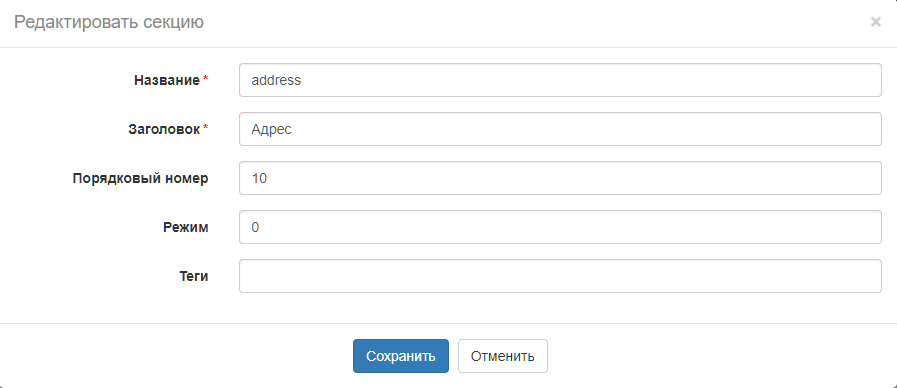 Редактировать секцию ×
Название * address
Заголовок * Адрес
Порядковый номер 10
Режим 0
Теги
Сохранить Отменить